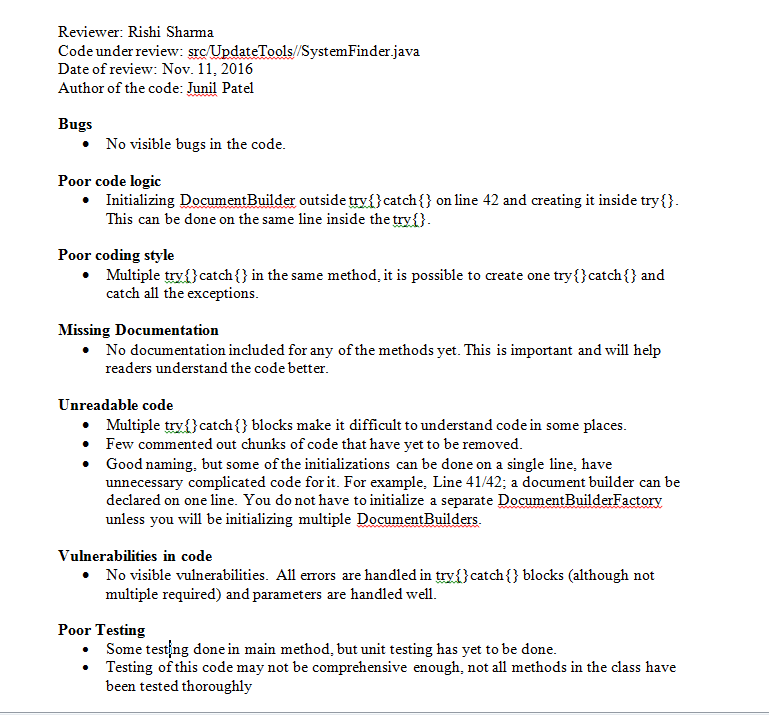 Reviewer: Rishi Sharma
Code under review: src/UpdateTools//SystemFinder.java
Date of review: Nov. 11, 2016
Author of the code: Junil Patel
Bugs
• No visible bugs in the code.
Poor code logic
• Initializing DocumentBuilder outside try{}catch{} on line 42 and creating it inside try{}.
This can be done on the same line inside the try{}.
Poor coding style
• Multiple try{}catch{} in the same method, it is possible to create one try{}catch{} and
catch all the exceptions.
Missing Documentation
• No documentation included for any of the methods yet. This is important and will help
readers understand the code better.
Unreadable code
• Multiple try{}catch{} blocks make it difficult to understand code in some places.
• Few commented out chunks of code that have yet to be removed.
• Good naming, but some of the initializations can be done on a single line, have
unnecessary complicated code for it. For example, Line 41/42; a document builder can be
declared on one line. You do not have to initialize a separate DocumentBuilderFactory
unless you will be initializing multiple DocumentBuilders.
Vulnerabilities in code
• No visible vulnerabilities. All errors are handled in try{}catch{} blocks (although not
multiple required) and parameters are handled well.
Poor Testing
• Some testing done in main method, but unit testing has yet to be done.
• Testing of this code may not be comprehensive enough, not all methods in the class have
been tested thoroughly